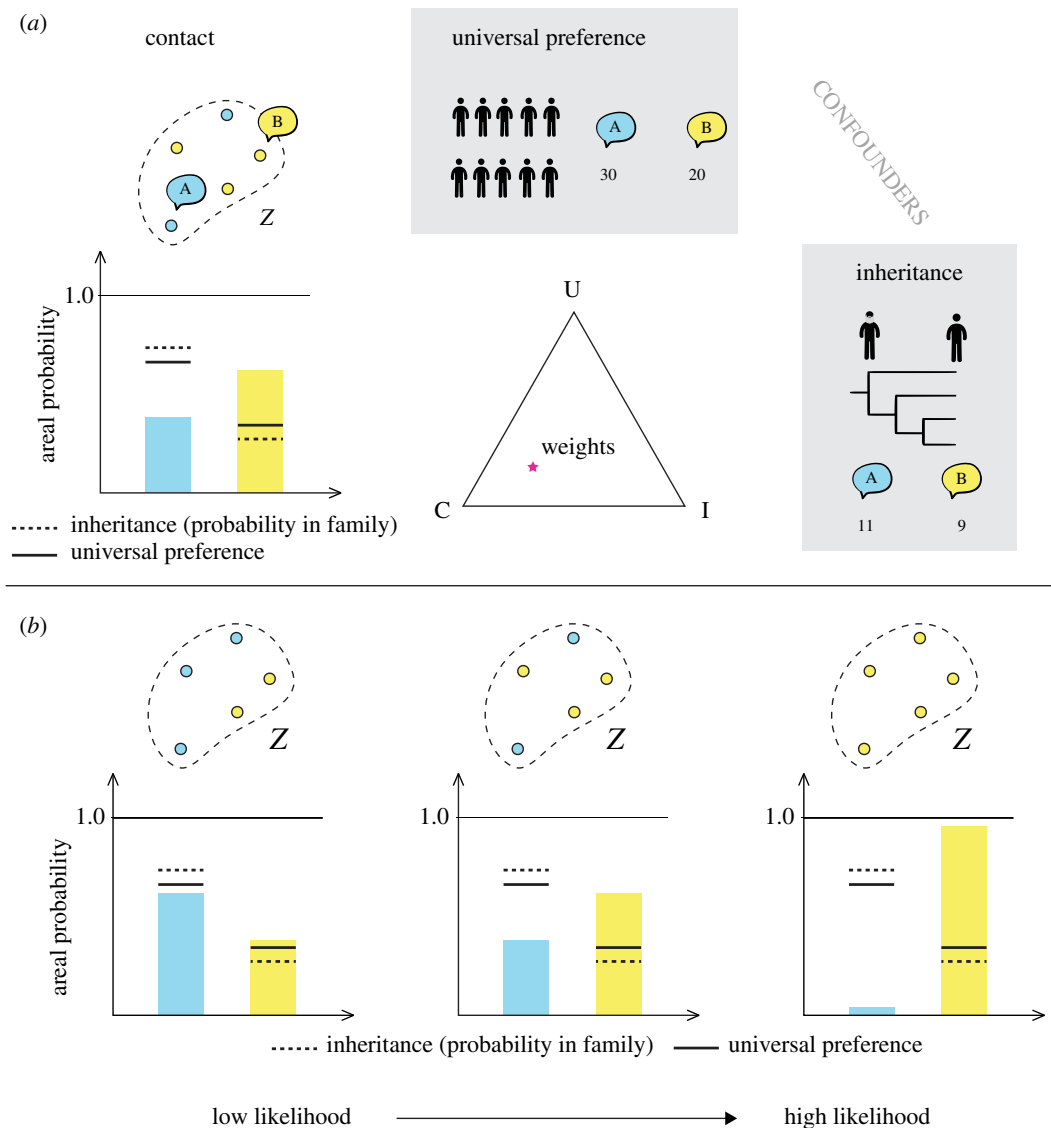 (a)
contact
universal preference
CONFOUNDERS
B
A
Z
A
B
30
20
inheritance
A
B
11
9
1.0
areal probability
U
weights
C
I
inheritance (probability in family)
universal preference
(b)
Z
Z
Z
1.0
1.0
1.0
areal probability
inheritance (probability in family)
universal preference
low likelihood
high likelihood